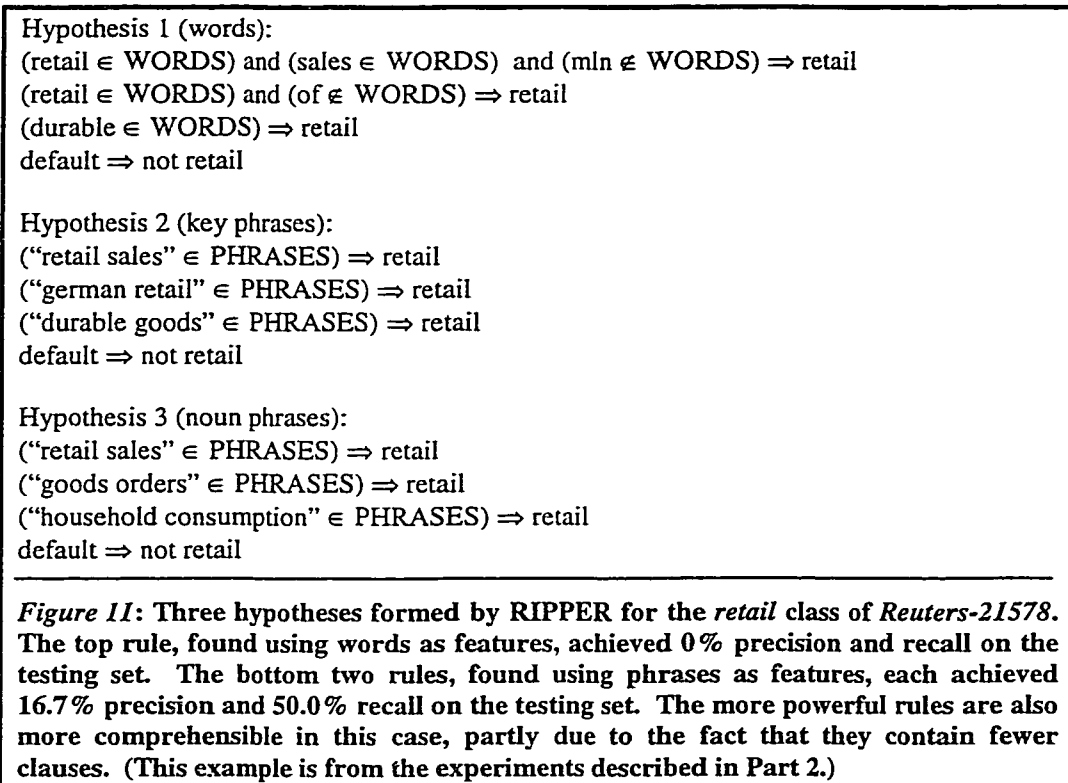 Hypothesis 1 (words):
(retail ∈ WORDS) and (sales ∈ WORDS) and (mln ∉ WORDS) ⇒ retail
(retail ∈ WORDS) and (of ∉ WORDS) ⇒ retail
(durable ∈ WORDS) ⇒ retail
default ⇒ not retail
Hypothesis 2 (key phrases):
(“retail sales” ∈ PHRASES) ⇒ retail
(“german retail” ∈ PHRASES) ⇒ retail
(“durable goods” ∈ PHRASES) ⇒ retail
default ⇒ not retail
Hypothesis 3 (noun phrases):
(“retail sales” ∈ PHRASES) ⇒ retail
(“goods orders” ∈ PHRASES) ⇒ retail
(“household consumption” ∈ PHRASES) ⇒ retail
default ⇒ not retail
Figure 11: Three hypotheses formed by RIPPER for the retail class of Reuters-21578.
The top rule, found using words as features, achieved 0% precision and recall on the
testing set. The bottom two rules, found using phrases as features, each achieved
16.7% precision and 50.0% recall on the testing set. The more powerful rules are also
more comprehensible in this case, partly due to the fact that they contain fewer
clauses. (This example is from the experiments described in Part 2.)